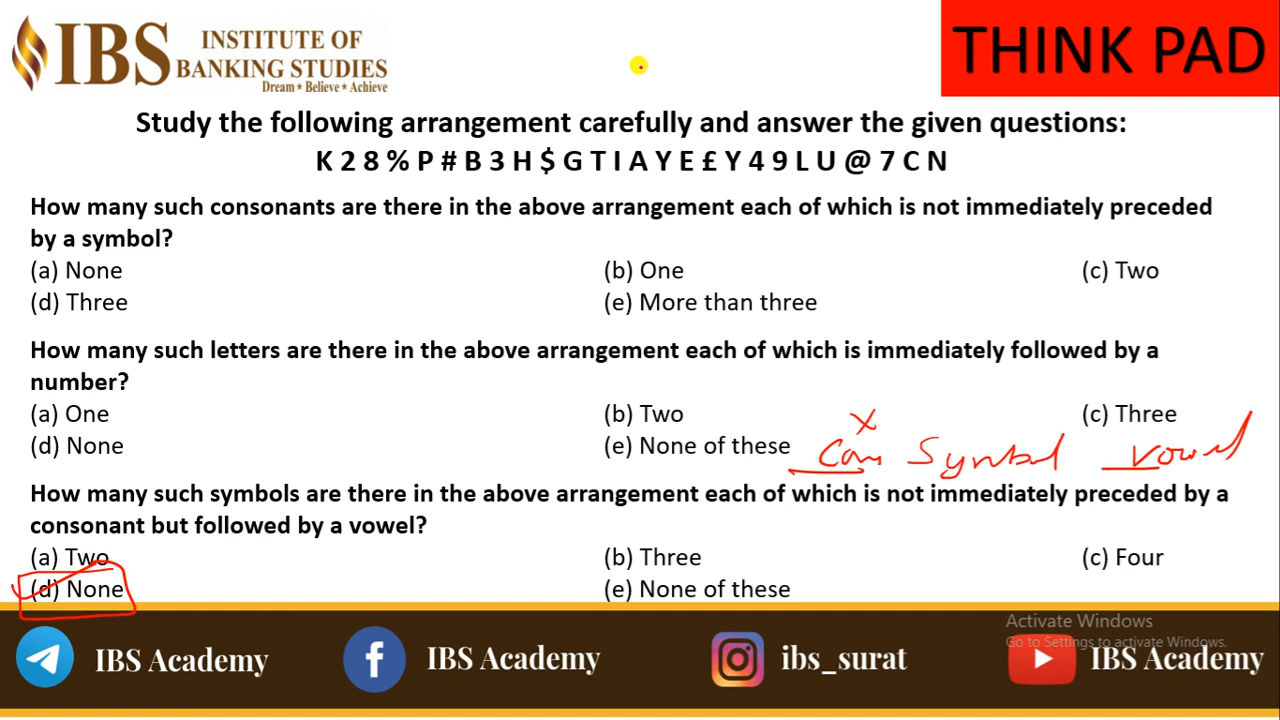 IBS INSTITUTE OF
BANKING STUDIES
Dream ★ Believe ★ Achieve
THINK PAD
Study the following arrangement carefully and answer the given questions:
K 2 8 % P # B 3 H $ G T I A Y E £ Y 4 9 L U @ 7 C N
How many such consonants are there in the above arrangement each of which is not immediately preceded
by a symbol?
(a) None (b) One (c) Two
(d) Three (e) More than three
How many such letters are there in the above arrangement each of which is immediately followed by a
number?
(a) One (b) Two (c) Three
x
(d) None (e) None of these Con Symbol vowel
How many such symbols are there in the above arrangement each of which is not immediately preceded by a
consonant but followed by a vowel?
(a) Two (b) Three (c) Four
(d) None (e) None of these
Activate Windows
Go to Settings to activate Windows.
IBS Academy IBS Academy ibs_surat IBS Academy